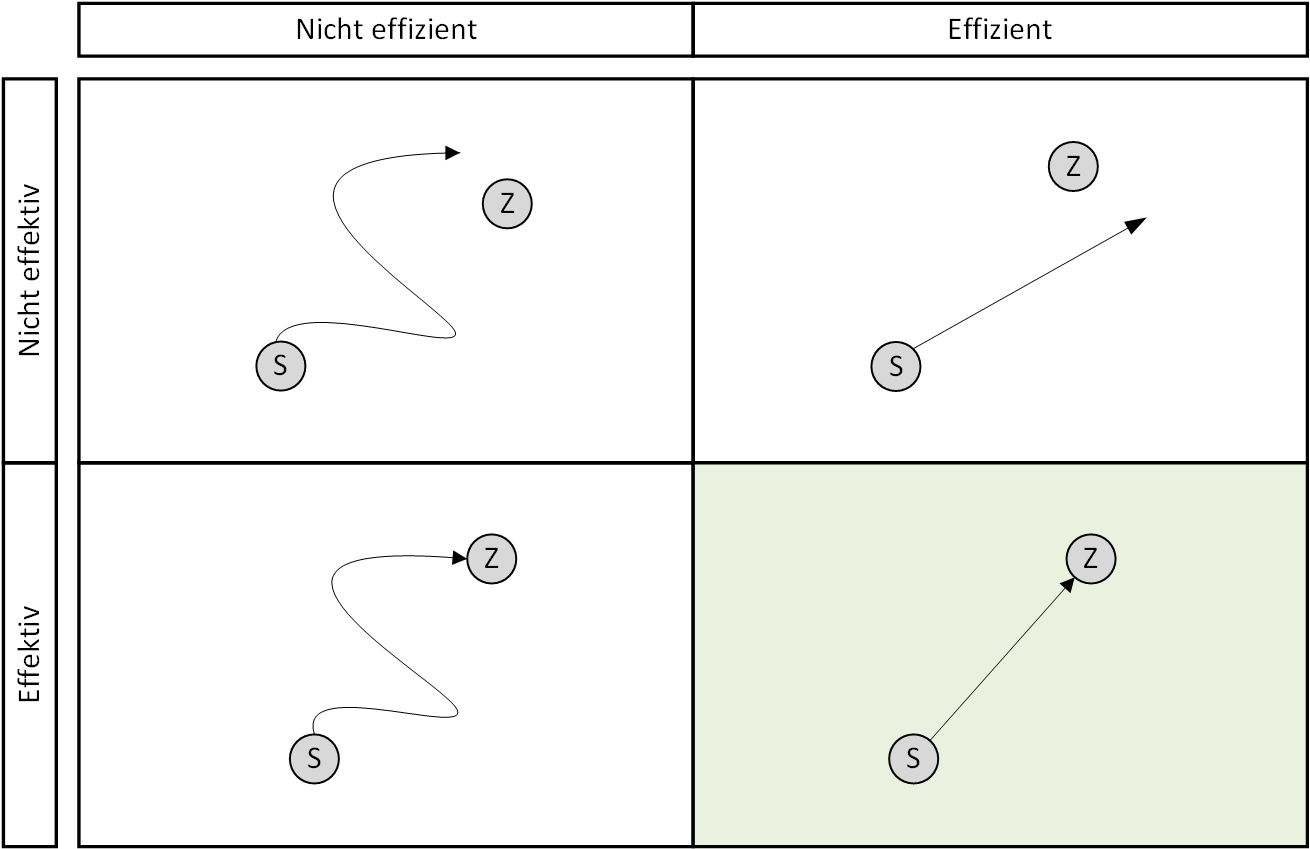 Nicht effizient
Effizient
Nicht effektiv
Z
S
Z
S
Effektiv
Z
S
Z
S